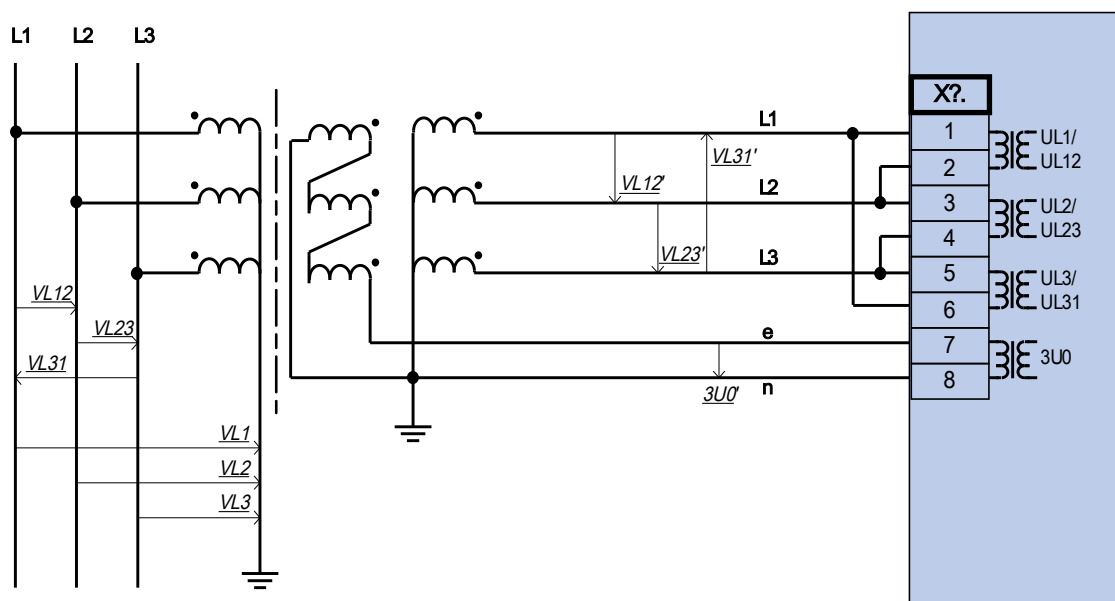 L1 L2 L3
X?.
L1 1 UL1/
VL31'
VL12' 2 UL12
L2 3 UL2/
4 UL23
VL23'
L3 5 UL3/
VL12 6 UL31
VL23 e 7
VL31 3U0
3U0' n 8
VL1
VL2
VL3